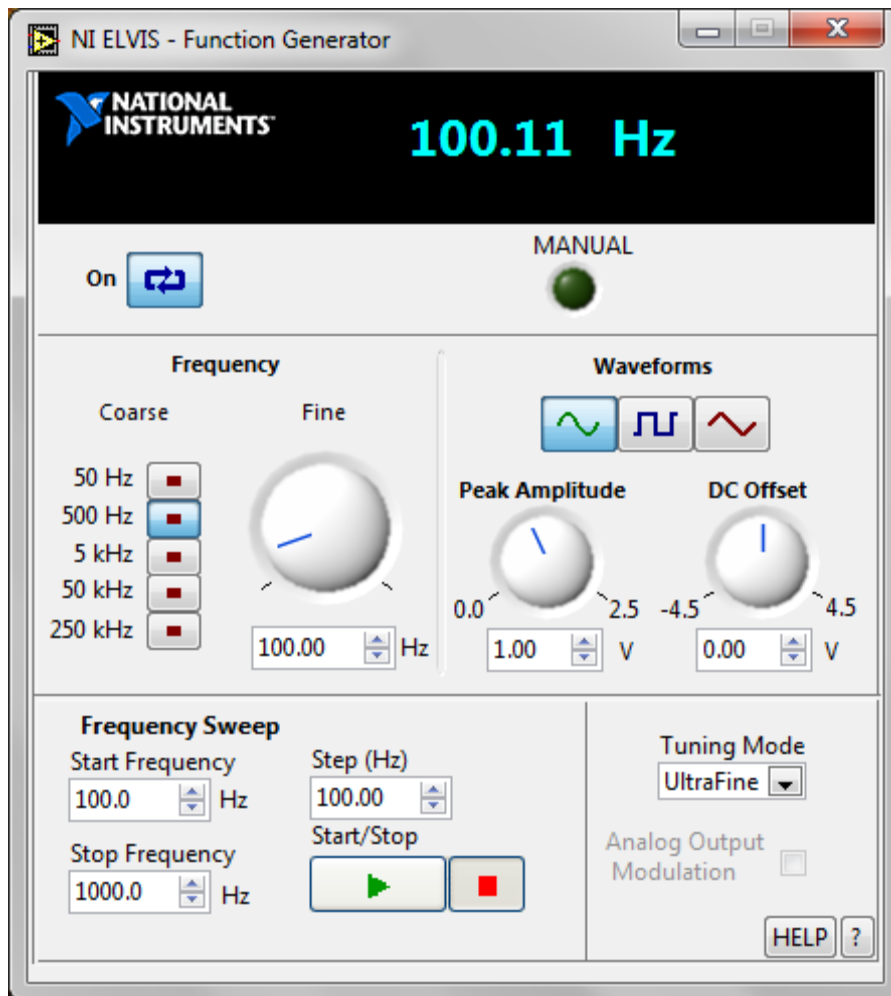 NI ELVIS - Function Generator
NATIONAL
INSTRUMENTS™
100.11 Hz
On
MANUAL
Frequency
Coarse
Fine
50 Hz
500 Hz
5 kHz
50 kHz
250 kHz
100.00 Hz
Waveforms
Peak Amplitude
0.0
2.5
1.00 V
DC Offset
-4.5
4.5
0.00 V
Frequency Sweep
Start Frequency
100.0 Hz
Stop Frequency
1000.0 Hz
Step (Hz)
100.00
Start/Stop
Tuning Mode
UltraFine
Analog Output
Modulation
HELP ?